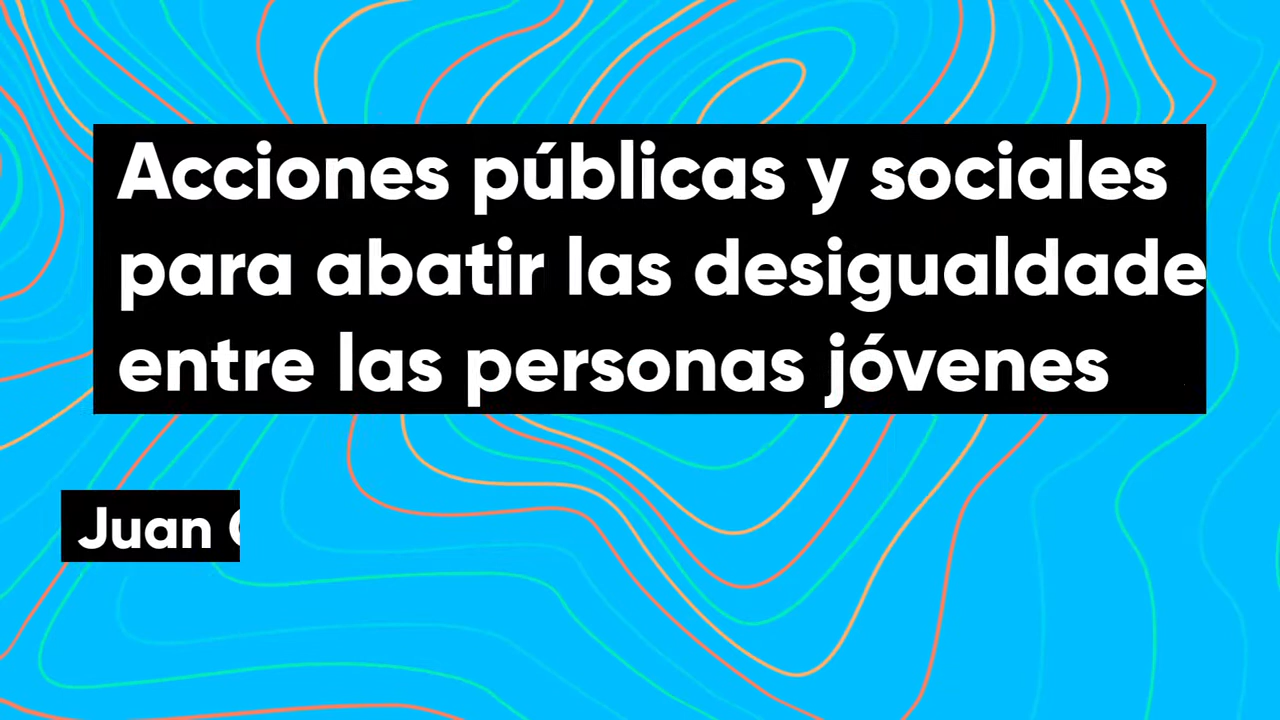 Acciones públicas y sociales
para abatir las desigualdade
entre las personas jóvenes
Juan